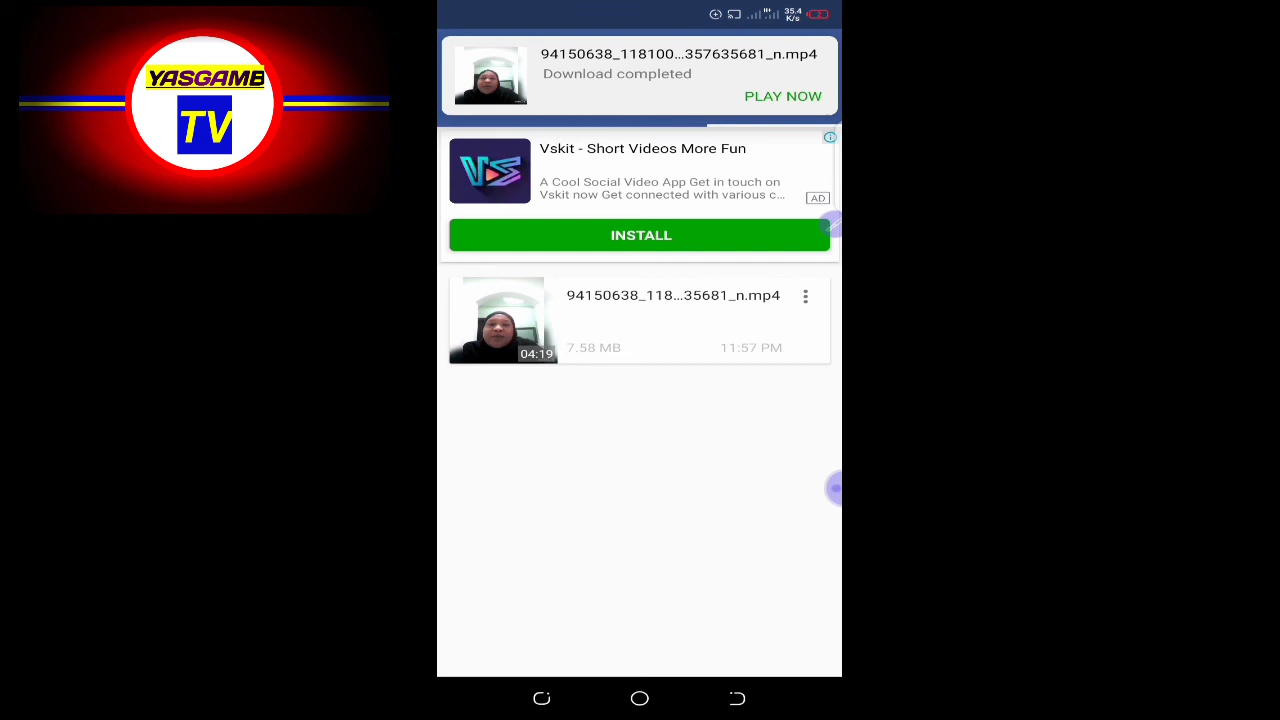 YASGAMB
TV
35.4
K/s
2
94150638_118100...357635681_n.mp4
Download completed
PLAY NOW
VS
Vskit - Short Videos More Fun
A Cool Social Video App Get in touch on
Vskit now Get connected with various c...
AD
INSTALL
94150638_118...35681_n.mp4
04:19
7.58 MB
11:57 PM